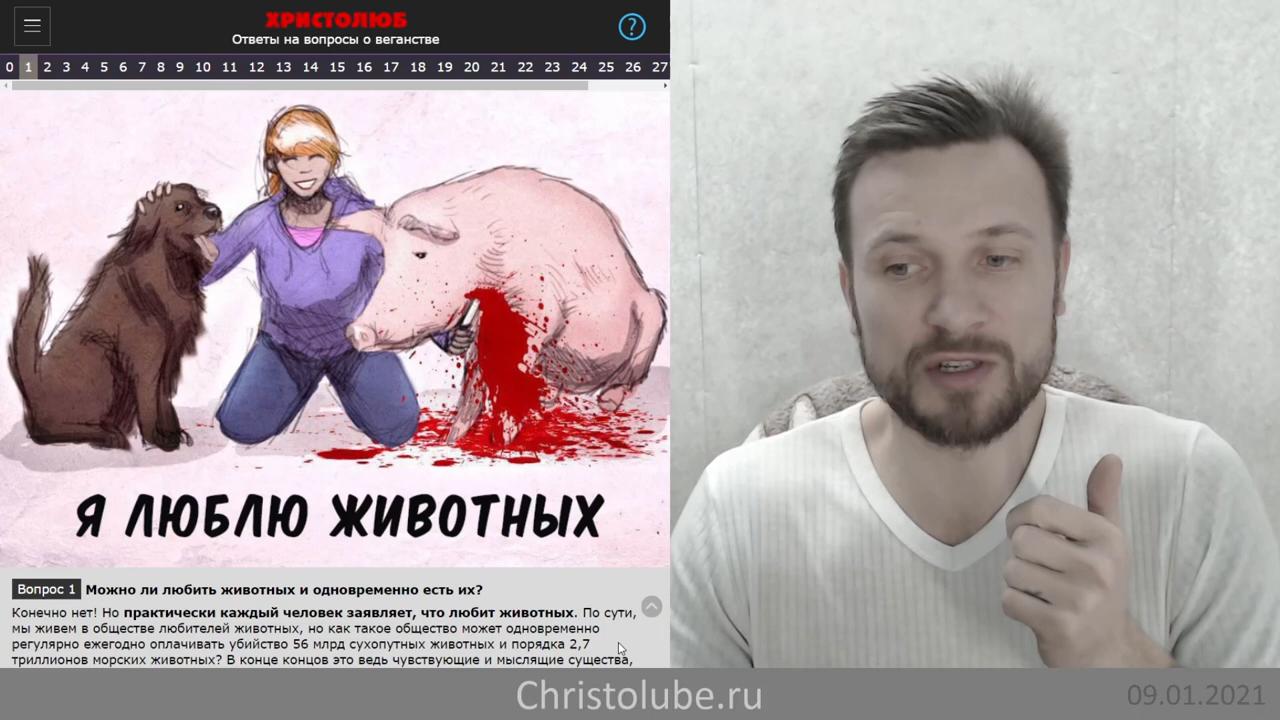 ХРИСТОЛЮБ
Ответы на вопросы о веганстве
?
0 1 2 3 4 5 6 7 8 9 10 11 12 13 14 15 16 17 18 19 20 21 22 23 24 25 26 27
Я ЛЮБЛЮ ЖИВОТНЫХ
Вопрос 1 Можно ли любить животных и одновременно есть их?
Конечно нет! Но практически каждый человек заявляет, что любит животных. По сути,
мы живем в обществе любителей животных, но как такое общество может одновременно
регулярно ежегодно оплачивать убийство 56 млрд сухопутных животных и порядка 2,7
триллионов морских животных? В конце концов это ведь чувствующие и мыслящие существа,
Christolube.ru
09.01.2021